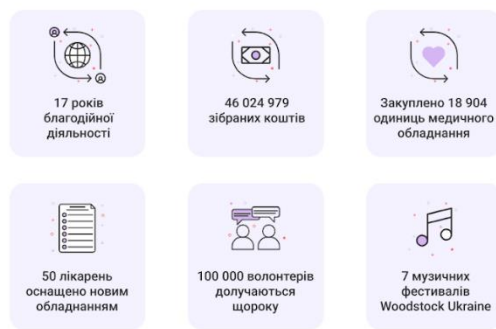 17 років
благодійної
діяльності
46 024 979
зібраних коштів
Закуплено 18 904
одиниць медичного
обладнання
50 лікарень
оснащено новим
обладнанням
100 000 волонтерів
долучаються
щороку
7 музичних
фестивалів
Woodstock Ukraine